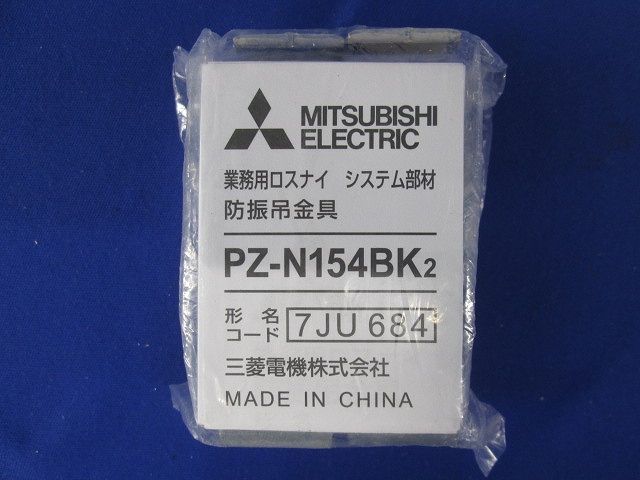 MITSUBISHI
ELECTRIC
業務用ロスナイ システム部材
防振吊金具
PZ-N154BK2
形名
コード 7JU 684
三菱電機株式会社
MADE IN CHINA